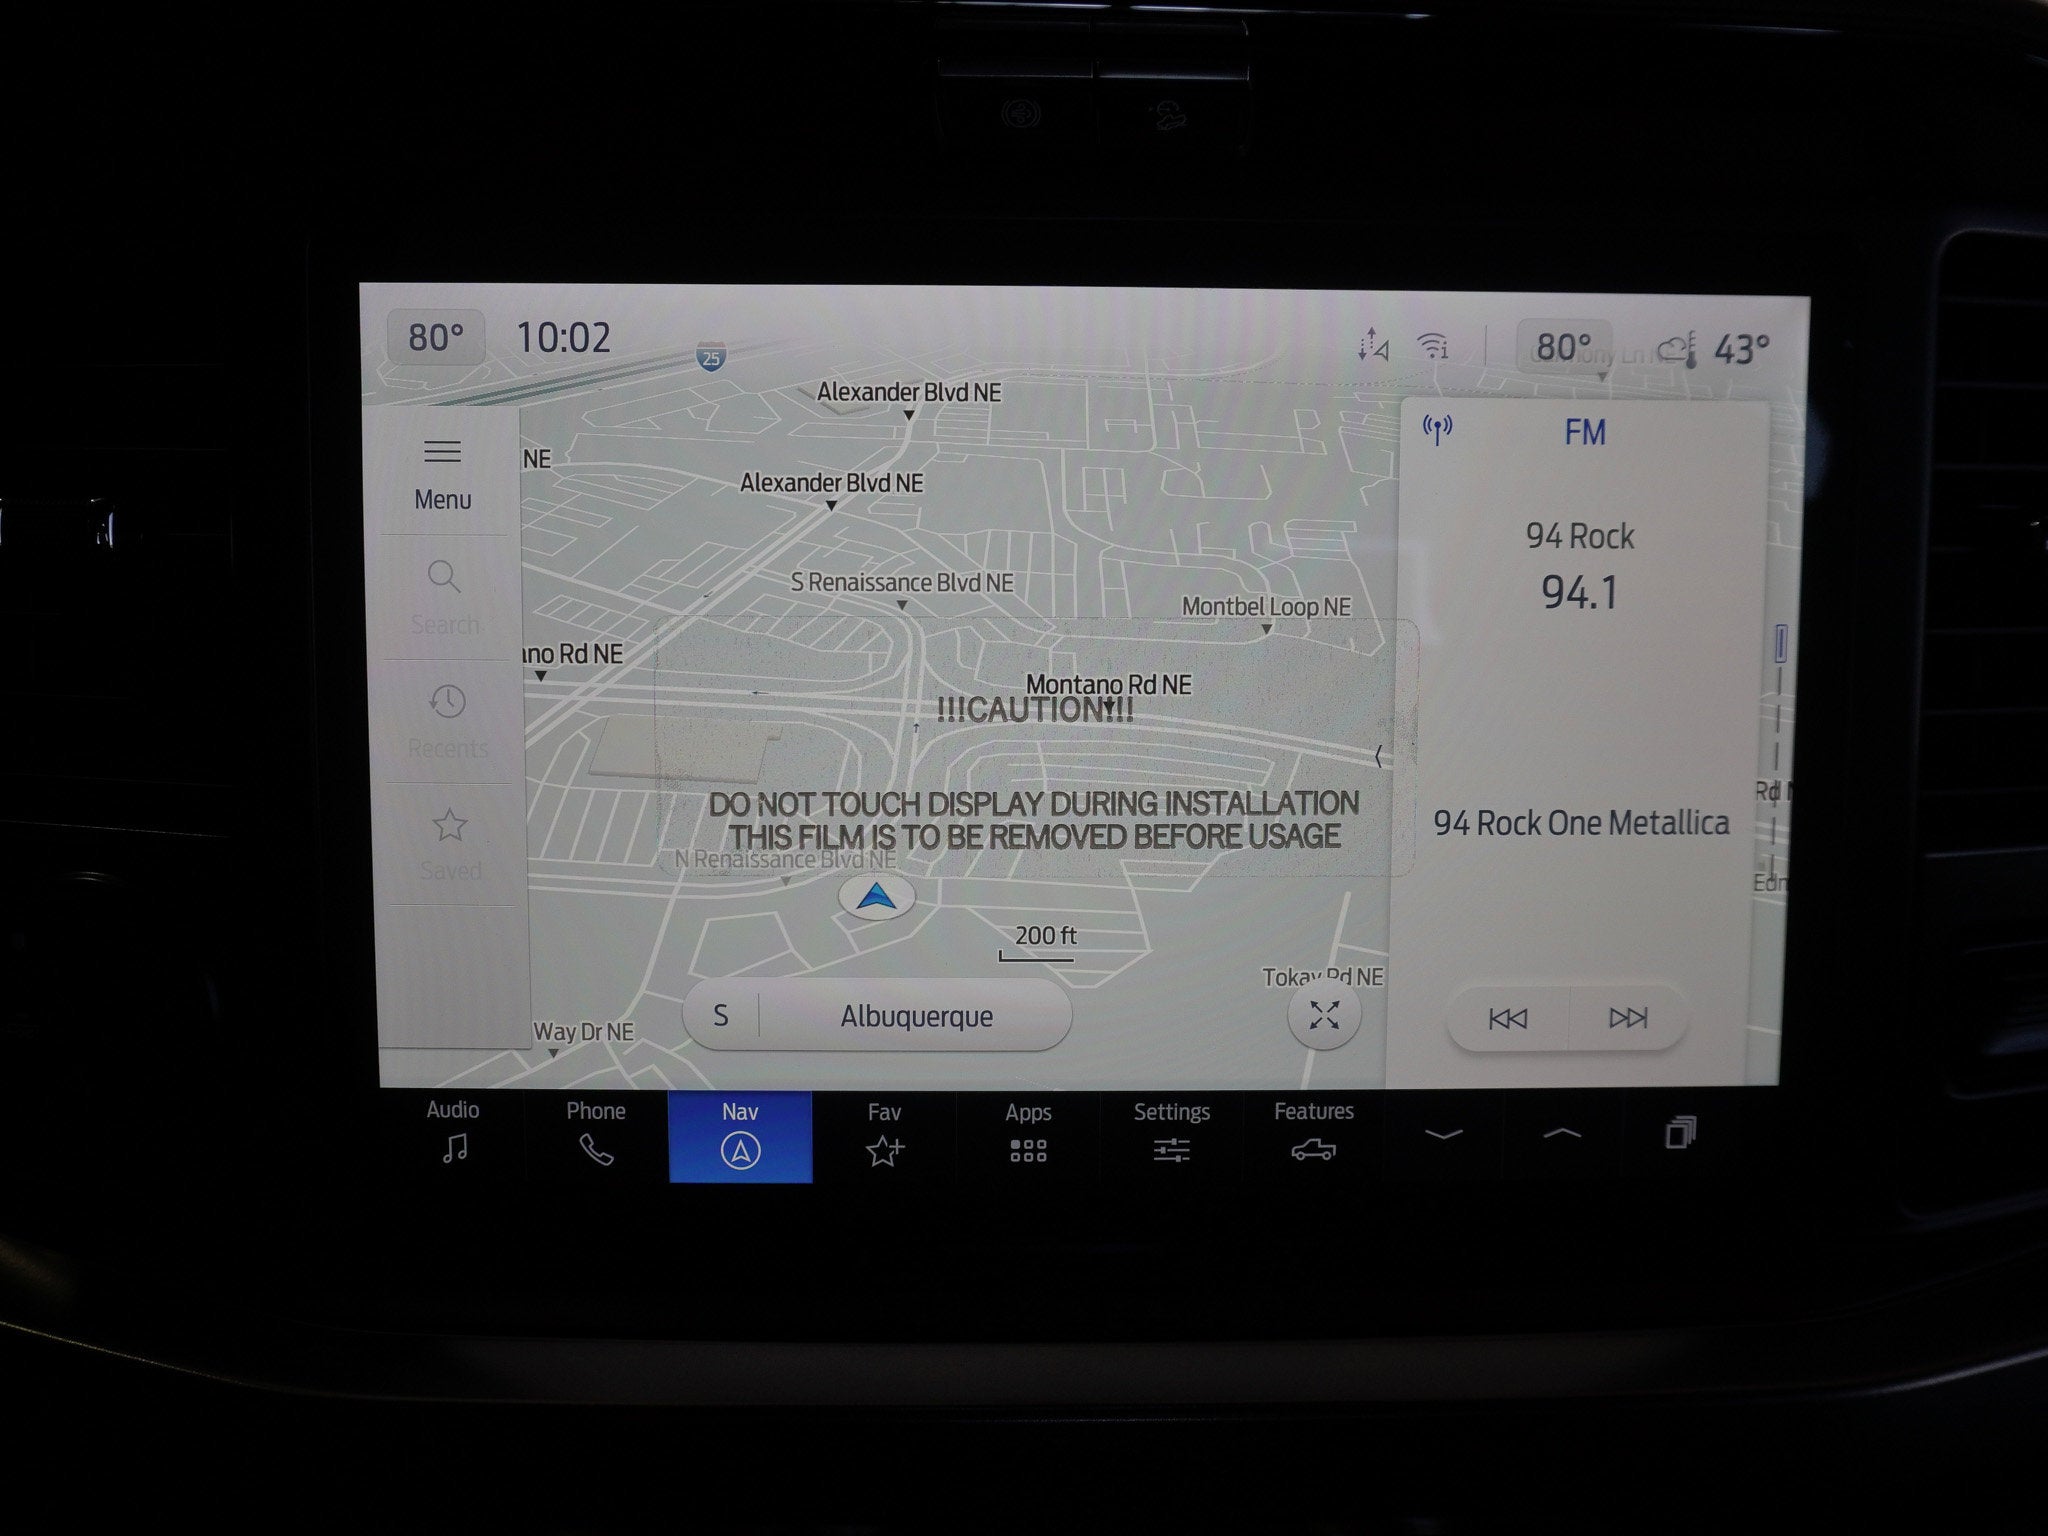 80° 10:02 80° 43°
25
Alexander Blvd NE
FM
NE
Alexander Blvd NE
Menu
94 Rock
94.1
S Renaissance Blvd NE
Montbel Loop NE
Search
ano Rd NE
Montano Rd NE
!!!CAUTION!!!
Recents
Rd
DO NOT TOUCH DISPLAY DURING INSTALLATION
94 Rock One Metallica
THIS FILM IS TO BE REMOVED BEFORE USAGE
N Renaissance Blvd NE
Saved
Edn
200 ft
Tokay Rd NE
S Albuquerque
Way Dr NE
Audio Phone Nav Fav Apps Settings Features